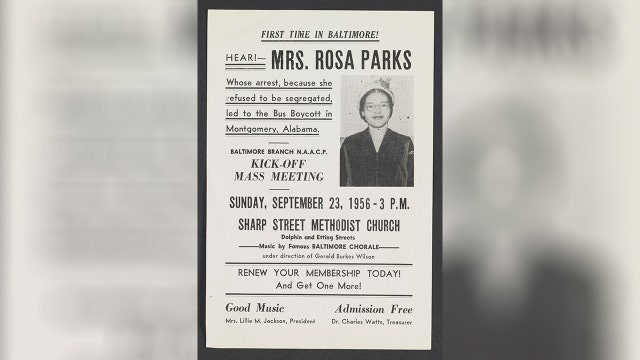 FIRST TIME IN BALTIMORE!
HEAR!— MRS. ROSA PARKS
Whose arrest, because she
refused to be segregated,
led to the Bus Boycott in
Montgomery, Alabama.
BALTIMORE BRANCH N.A.A.C.P.
KICK-OFF
MASS MEETING
SUNDAY, SEPTEMBER 23, 1956 - 3 P.M.
SHARP STREET METHODIST CHURCH
Dolphin and Etting Streets
Music by Famous BALTIMORE CHORALE
under direction of Gerald Burkes Wilson
RENEW YOUR MEMBERSHIP TODAY!
And Get One More!
Good Music Admission Free
Mrs. Lillie M. Jackson, President Dr. Charles Watts, Treasurer